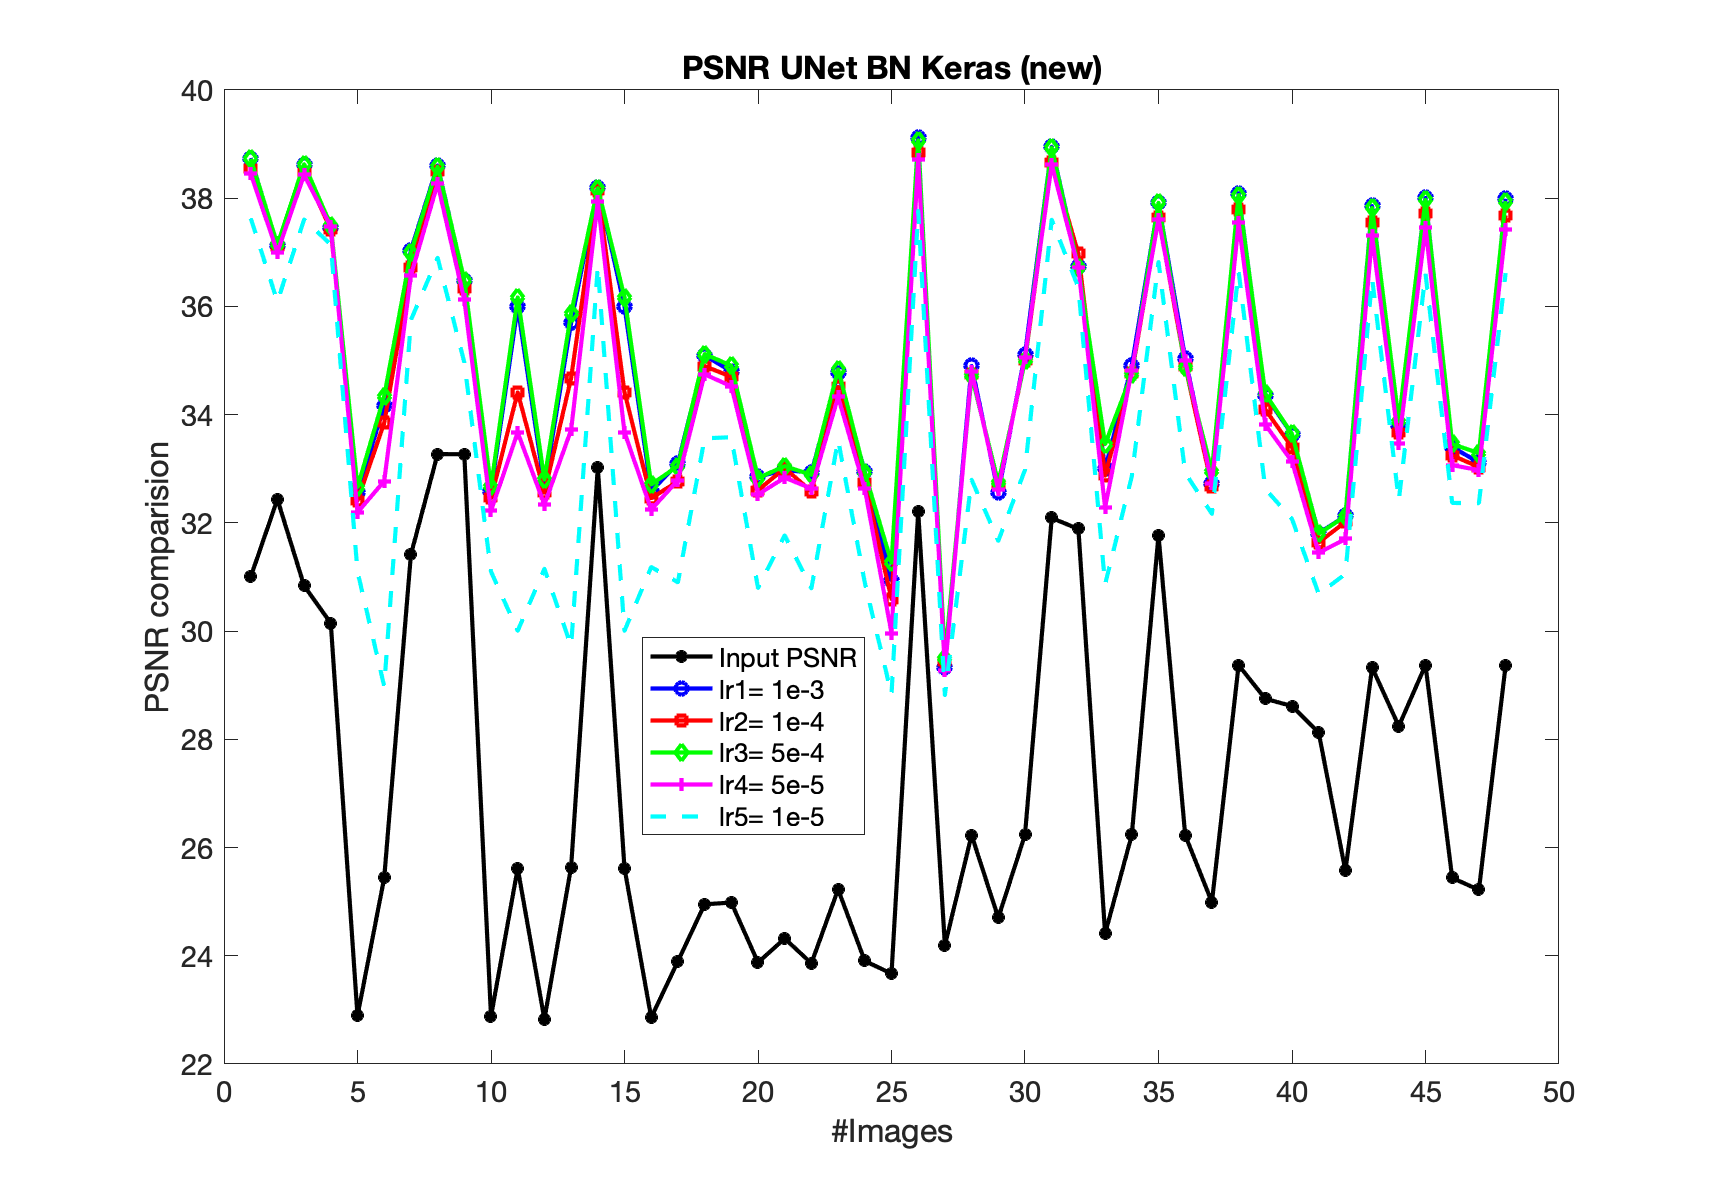 PSNR UNet BN Keras (new)
40
38
36
34
32
30
28
26
24
22
PSNR comparision
Input PSNR
lr1= 1e-3
lr2= 1e-4
lr3= 5e-4
lr4= 5e-5
lr5= 1e-5
0 5 10 15 20 25 30 35 40 45 50
#Images